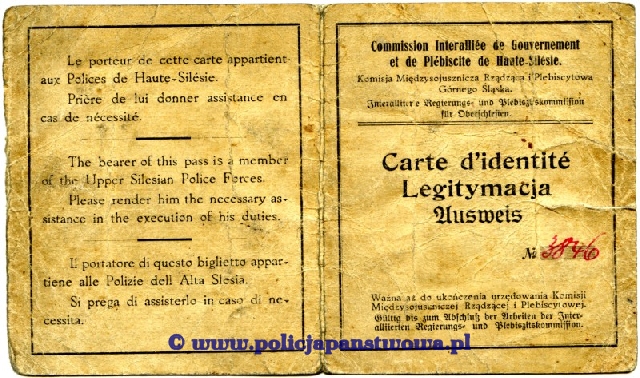 Le porteur de cette carte appartient
aux Polices de Haute-Silésie.
Prière de lui donner assistance en
cas de nécessité.
The bearer of this pass is a member
of the Upper Silesian Police Forces.
Please render him the necessary as-
sistance in the execution of his duties.
Il portatore di questo biglietto appar-
tiene alle Polizie dell Alta Slesia.
Si prega di assisterlo in caso di ne-
cessita.
Commission Interalliée de Gouvernement
et de Plébiscite de Haute-Silésie.
Komisja Międzysojusznicza Rządząca i Plebiscytowa
Górnego Śląska.
Interalliierte Regierungs- und Plebiszitskommission
für Oberschlesien.
Carte d'identité
Legitymacja
Ausweis
№ 3846
Ważna aż do ukończenia urzędowania Komisji
Międzysojuszniczej Rządzącej i Plebiscytowej.
Gültig bis zum Abschluß der Arbeiten der Inter-
alliierten Regierungs- und Plebiszitskommission.
© www.policjapanstwowa.pl